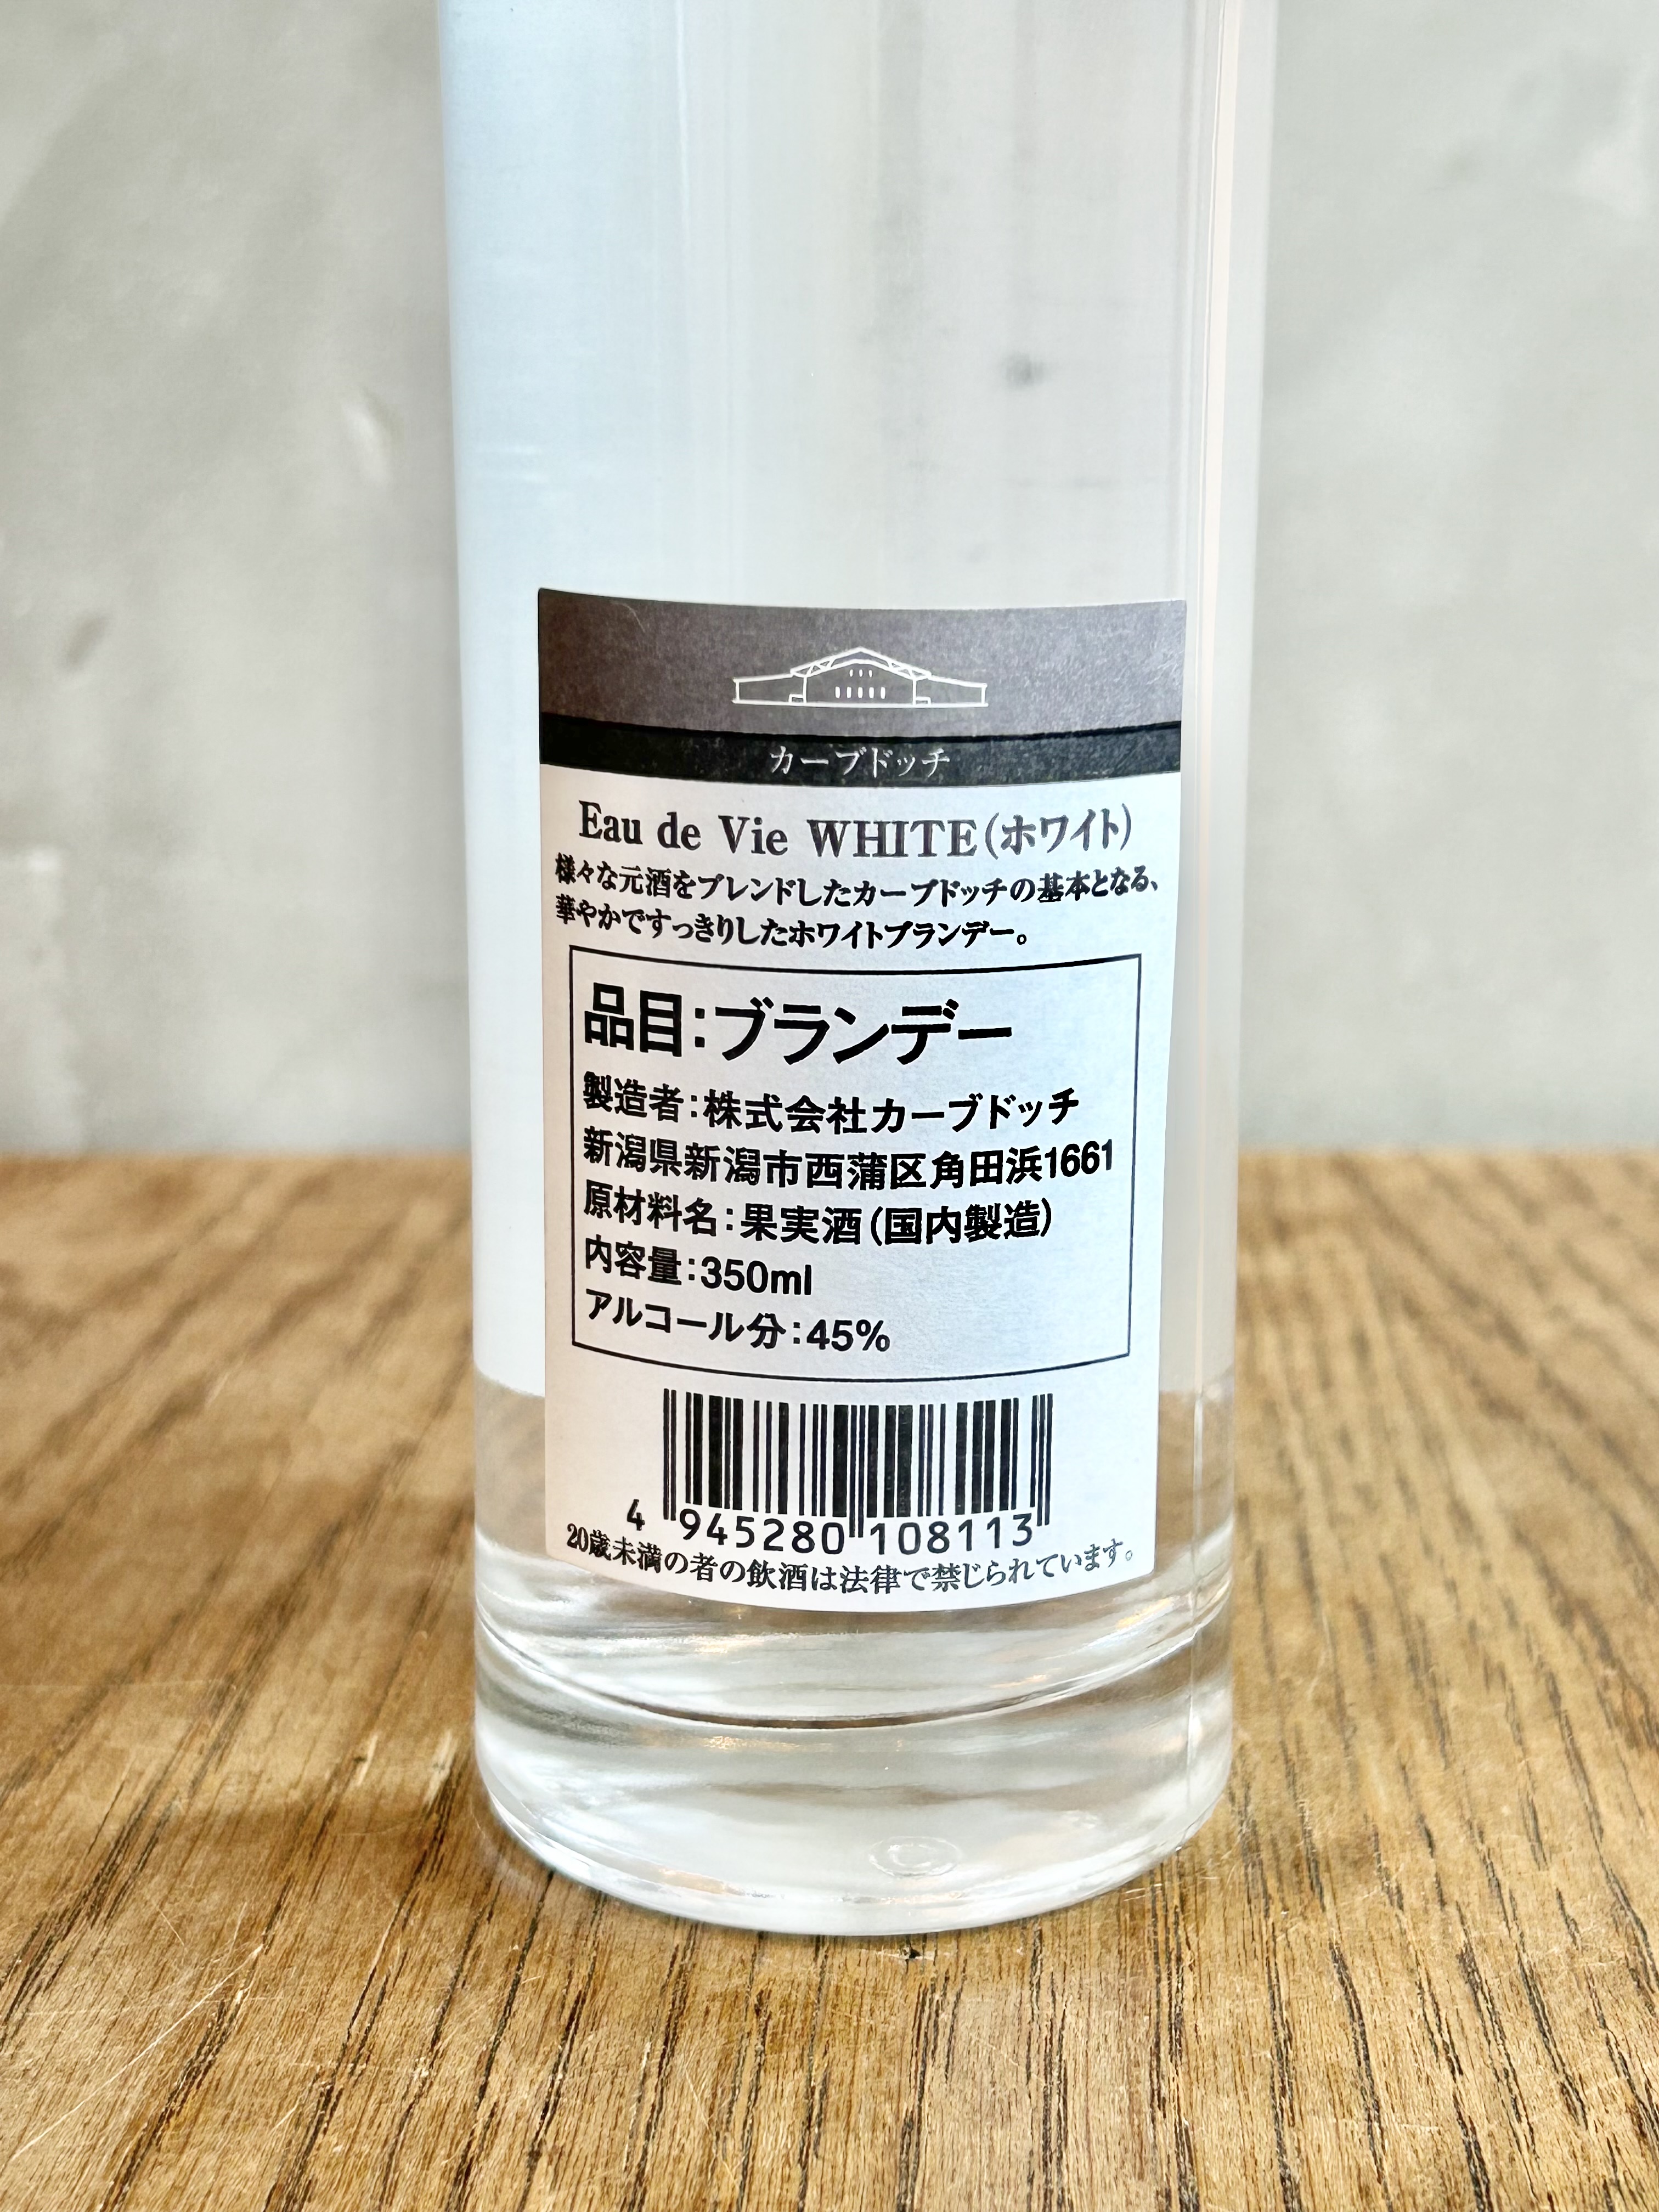 カーブドッチ
Eau de Vie WHITE(ホワイト)
様々な元酒をブレンドしたカーブドッチの基本となる、
華やかですっきりしたホワイトブランデー。
品目：ブランデー
製造者：株式会社カーブドッチ
新潟県新潟市西蒲区角田浜1661
原材料名：果実酒(国内製造)
内容量：350ml
アルコール分：45%
4 945280 108113
20歳未満の者の飲酒は法律で禁じられています。